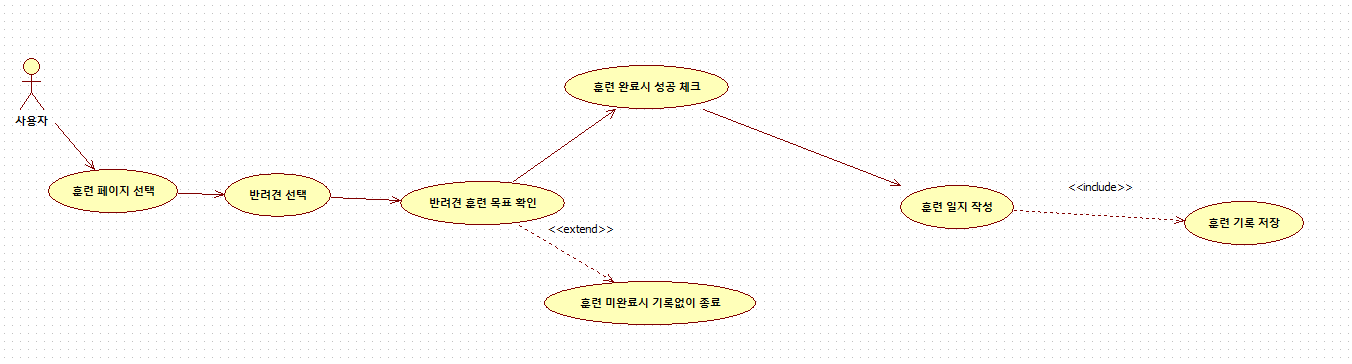 사용자
훈련 페이지 선택
반려견 선택
반려견 훈련 목표 확인
훈련 완료시 성공 체크
<<extend>>
훈련 미완료시 기록없이 종료
훈련 일지 작성
<<include>>
훈련 기록 저장